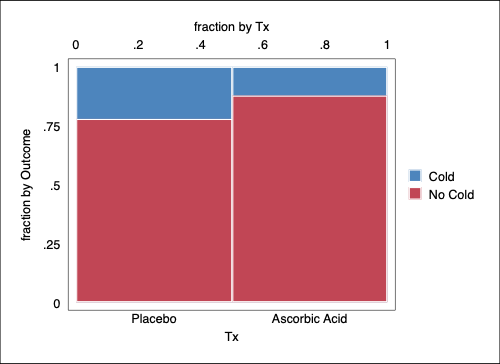 fraction by Tx
0 .2 .4 .6 .8 1
fraction by Outcome
1
.75
.5
.25
0
Cold
No Cold
Placebo Ascorbic Acid
Tx